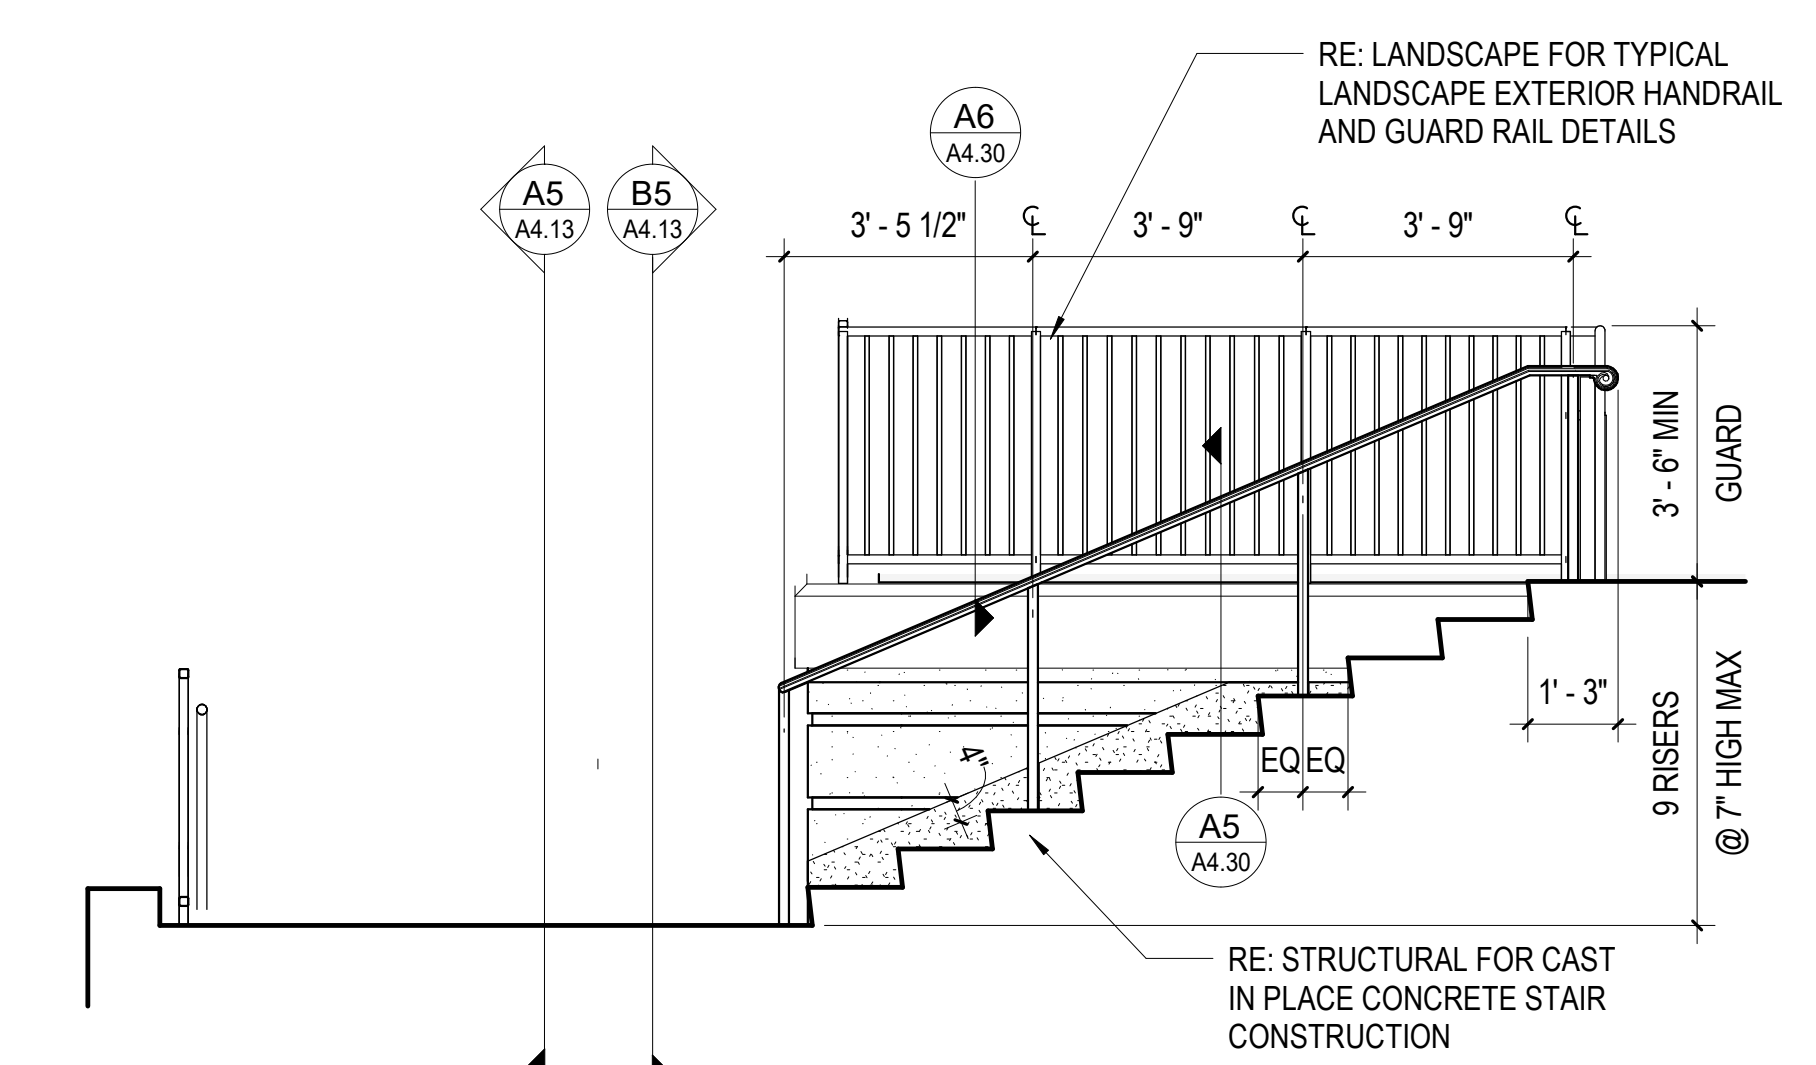 RE: LANDSCAPE FOR TYPICAL
LANDSCAPE EXTERIOR HANDRAIL
AND GUARD RAIL DETAILS
A6
A4.30
A5
A4.13
B5
A4.13
3' - 5 1/2"
℄
3' - 9"
℄
3' - 9"
℄
3' - 6" MIN
GUARD
1' - 3"
9 RISERS
@ 7" HIGH MAX
4"
EQ
EQ
A5
A4.30
RE: STRUCTURAL FOR CAST
IN PLACE CONCRETE STAIR
CONSTRUCTION